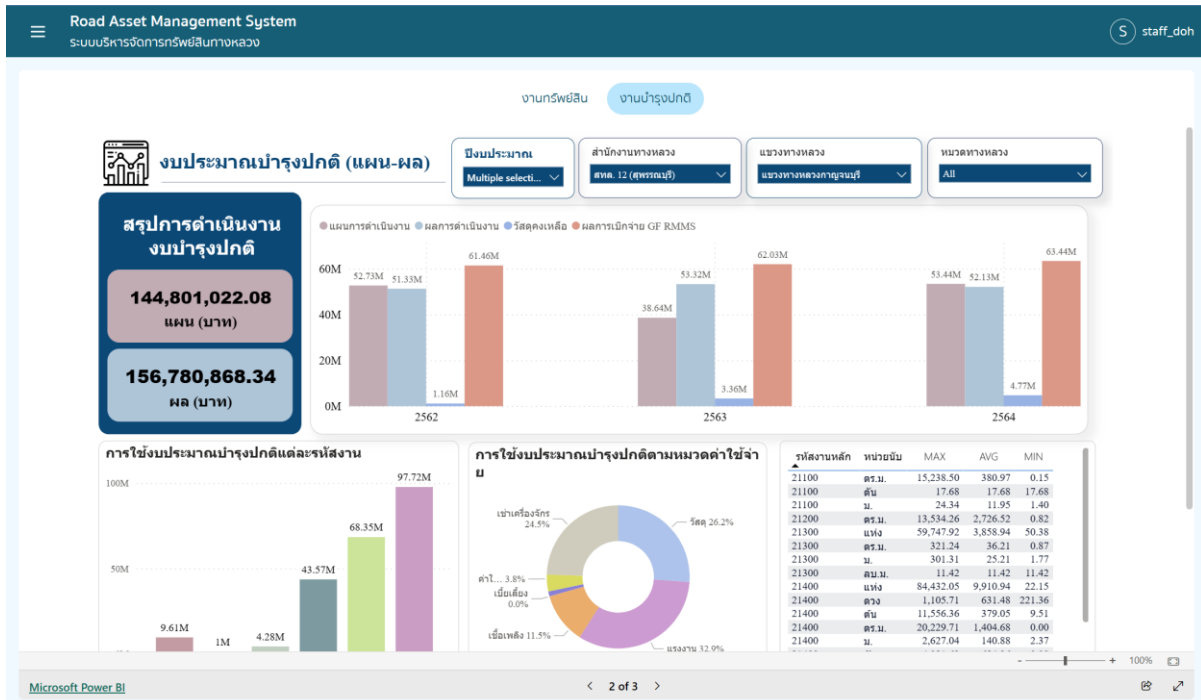 Road Asset Management System
ระบบบริหารจัดการทรัพย์สินทางหลวง
S staff_doh
งานทรัพย์สิน งานบำรุงปกติ
งบประมาณบำรุงปกติ (แผน-ผล)
ปีงบประมาณ
Multiple selecti...
สำนักงานทางหลวง
สทล. 12 (สุพรรณบุรี)
แขวงทางหลวง
แขวงทางหลวงกาญจนบุรี
หมวดทางหลวง
All
สรุปการดำเนินงาน
งบบำรุงปกติ
144,801,022.08
แผน (บาท)
156,780,868.34
ผล (บาท)
แผนการดำเนินงาน ผลการดำเนินงาน วัสดุคงเหลือ ผลการเบิกจ่าย GF RMMS
60M
40M
20M
0M
52.73M 51.33M 1.16M 61.46M
38.64M 53.32M 3.36M 62.03M
53.44M 52.13M 4.77M 63.44M
2562 2563 2564
การใช้งบประมาณบำรุงปกติแต่ละรหัสงาน
100M
50M
9.61M 1M 4.28M 43.57M 68.35M 97.72M
การใช้งบประมาณบำรุงปกติตามหมวดค่าใช้จ่า
ย
เช่าเครื่องจักร
24.5%
วัสดุ 26.2%
ค่าโ... 3.8%
เบี้ยเลี้ยง
0.0%
เชื้อเพลิง 11.5%
แรงงาน 32.9%
รหัสงานหลัก หน่วยนับ MAX AVG MIN
21100 ตร.ม. 15,238.50 380.97 0.15
21100 ตัน 17.68 17.68 17.68
21100 ม. 24.34 11.95 1.40
21200 ตร.ม. 13,534.26 2,726.52 0.82
21300 แห่ง 59,747.92 3,858.94 50.38
21300 ตร.ม. 321.24 36.21 0.87
21300 ม. 301.31 25.21 1.77
21300 ลบ.ม. 11.42 11.42 11.42
21400 แห่ง 84,432.05 9,910.94 22.15
21400 ดวง 1,105.71 631.48 221.36
21400 ตัน 11,556.36 379.05 9.51
21400 ตร.ม. 20,229.71 1,404.68 0.00
21400 ม. 2,627.04 140.88 2.37
- + 100%
Microsoft Power BI
< 2 of 3 >